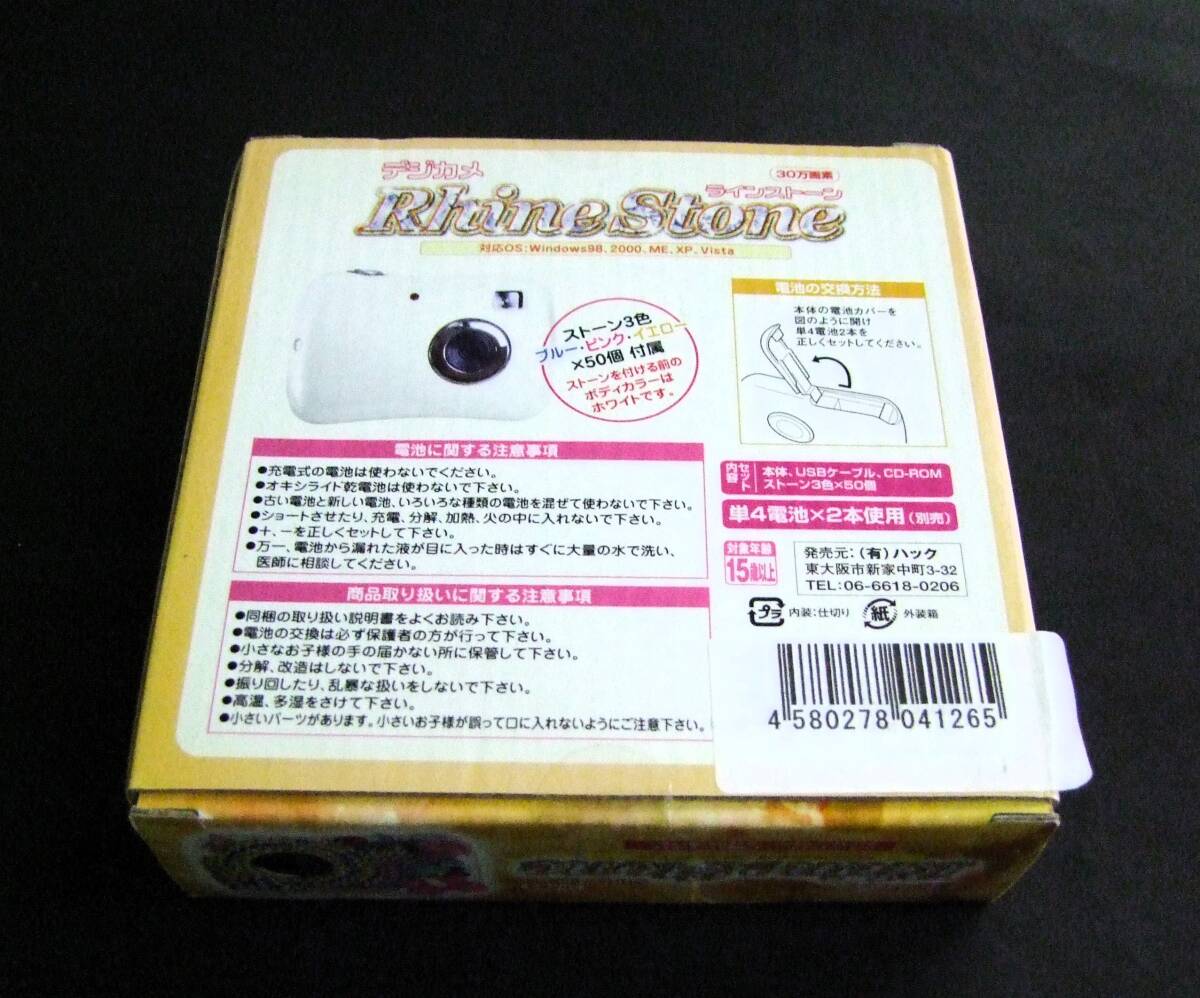 デジカメ
30万画素
ラインストーン
Rhine Stone
対応OS:Windows98、2000、ME、XP、Vista
ストーン3色
ブルー・ピンク・イエロー
×50個 付属
ストーンを付ける前の
ボディカラーは
ホワイトです。
電池の交換方法
本体の電池カバーを
図のように開け
単4電池2本を
正しくセットしてください。
電池に関する注意事項
●充電式の電池は使わないでください。
●オキシライド乾電池は使わないで下さい。
●古い電池と新しい電池、いろいろな種類の電池を混ぜて使わないで下さい。
●ショートさせたり、充電、分解、加熱、火の中に入れないで下さい。
●＋、－を正しくセットして下さい。
●万一、電池から漏れた液が目に入った時はすぐに大量の水で洗い、
医師に相談してください。
商品取り扱いに関する注意事項
●同梱の取り扱い説明書をよくお読み下さい。
●電池の交換は必ず保護者の方が行って下さい。
●小さなお子様の手の届かない所に保管して下さい。
●分解、改造はしないで下さい。
●振り回したり、乱暴な扱いをしないで下さい。
●高温、多湿をさけて下さい。
●小さいパーツがあります。小さいお子様が誤って口に入れないようにご注意下さい。
セット内容
本体、USBケーブル、CD-ROM
ストーン3色×50個
単4電池×2本使用(別売)
対象年齢
15歳以上
発売元:(有)ハック
東大阪市新家中町3-32
TEL:06-6618-0206
プラ 内装:仕切り 紙 外装箱
4 580278 041265